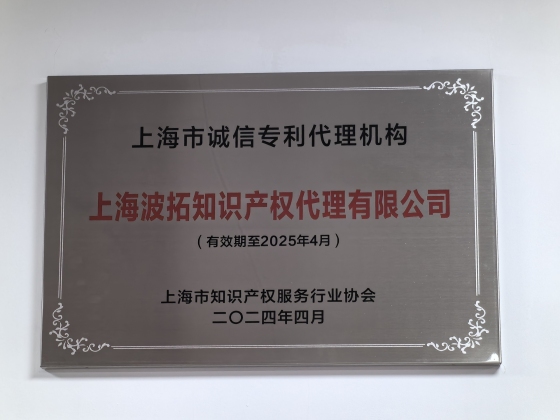 上海市诚信专利代理机构
上海波拓知识产权代理有限公司
（有效期至2025年4月）
上海市知识产权服务行业协会
二〇二四年四月